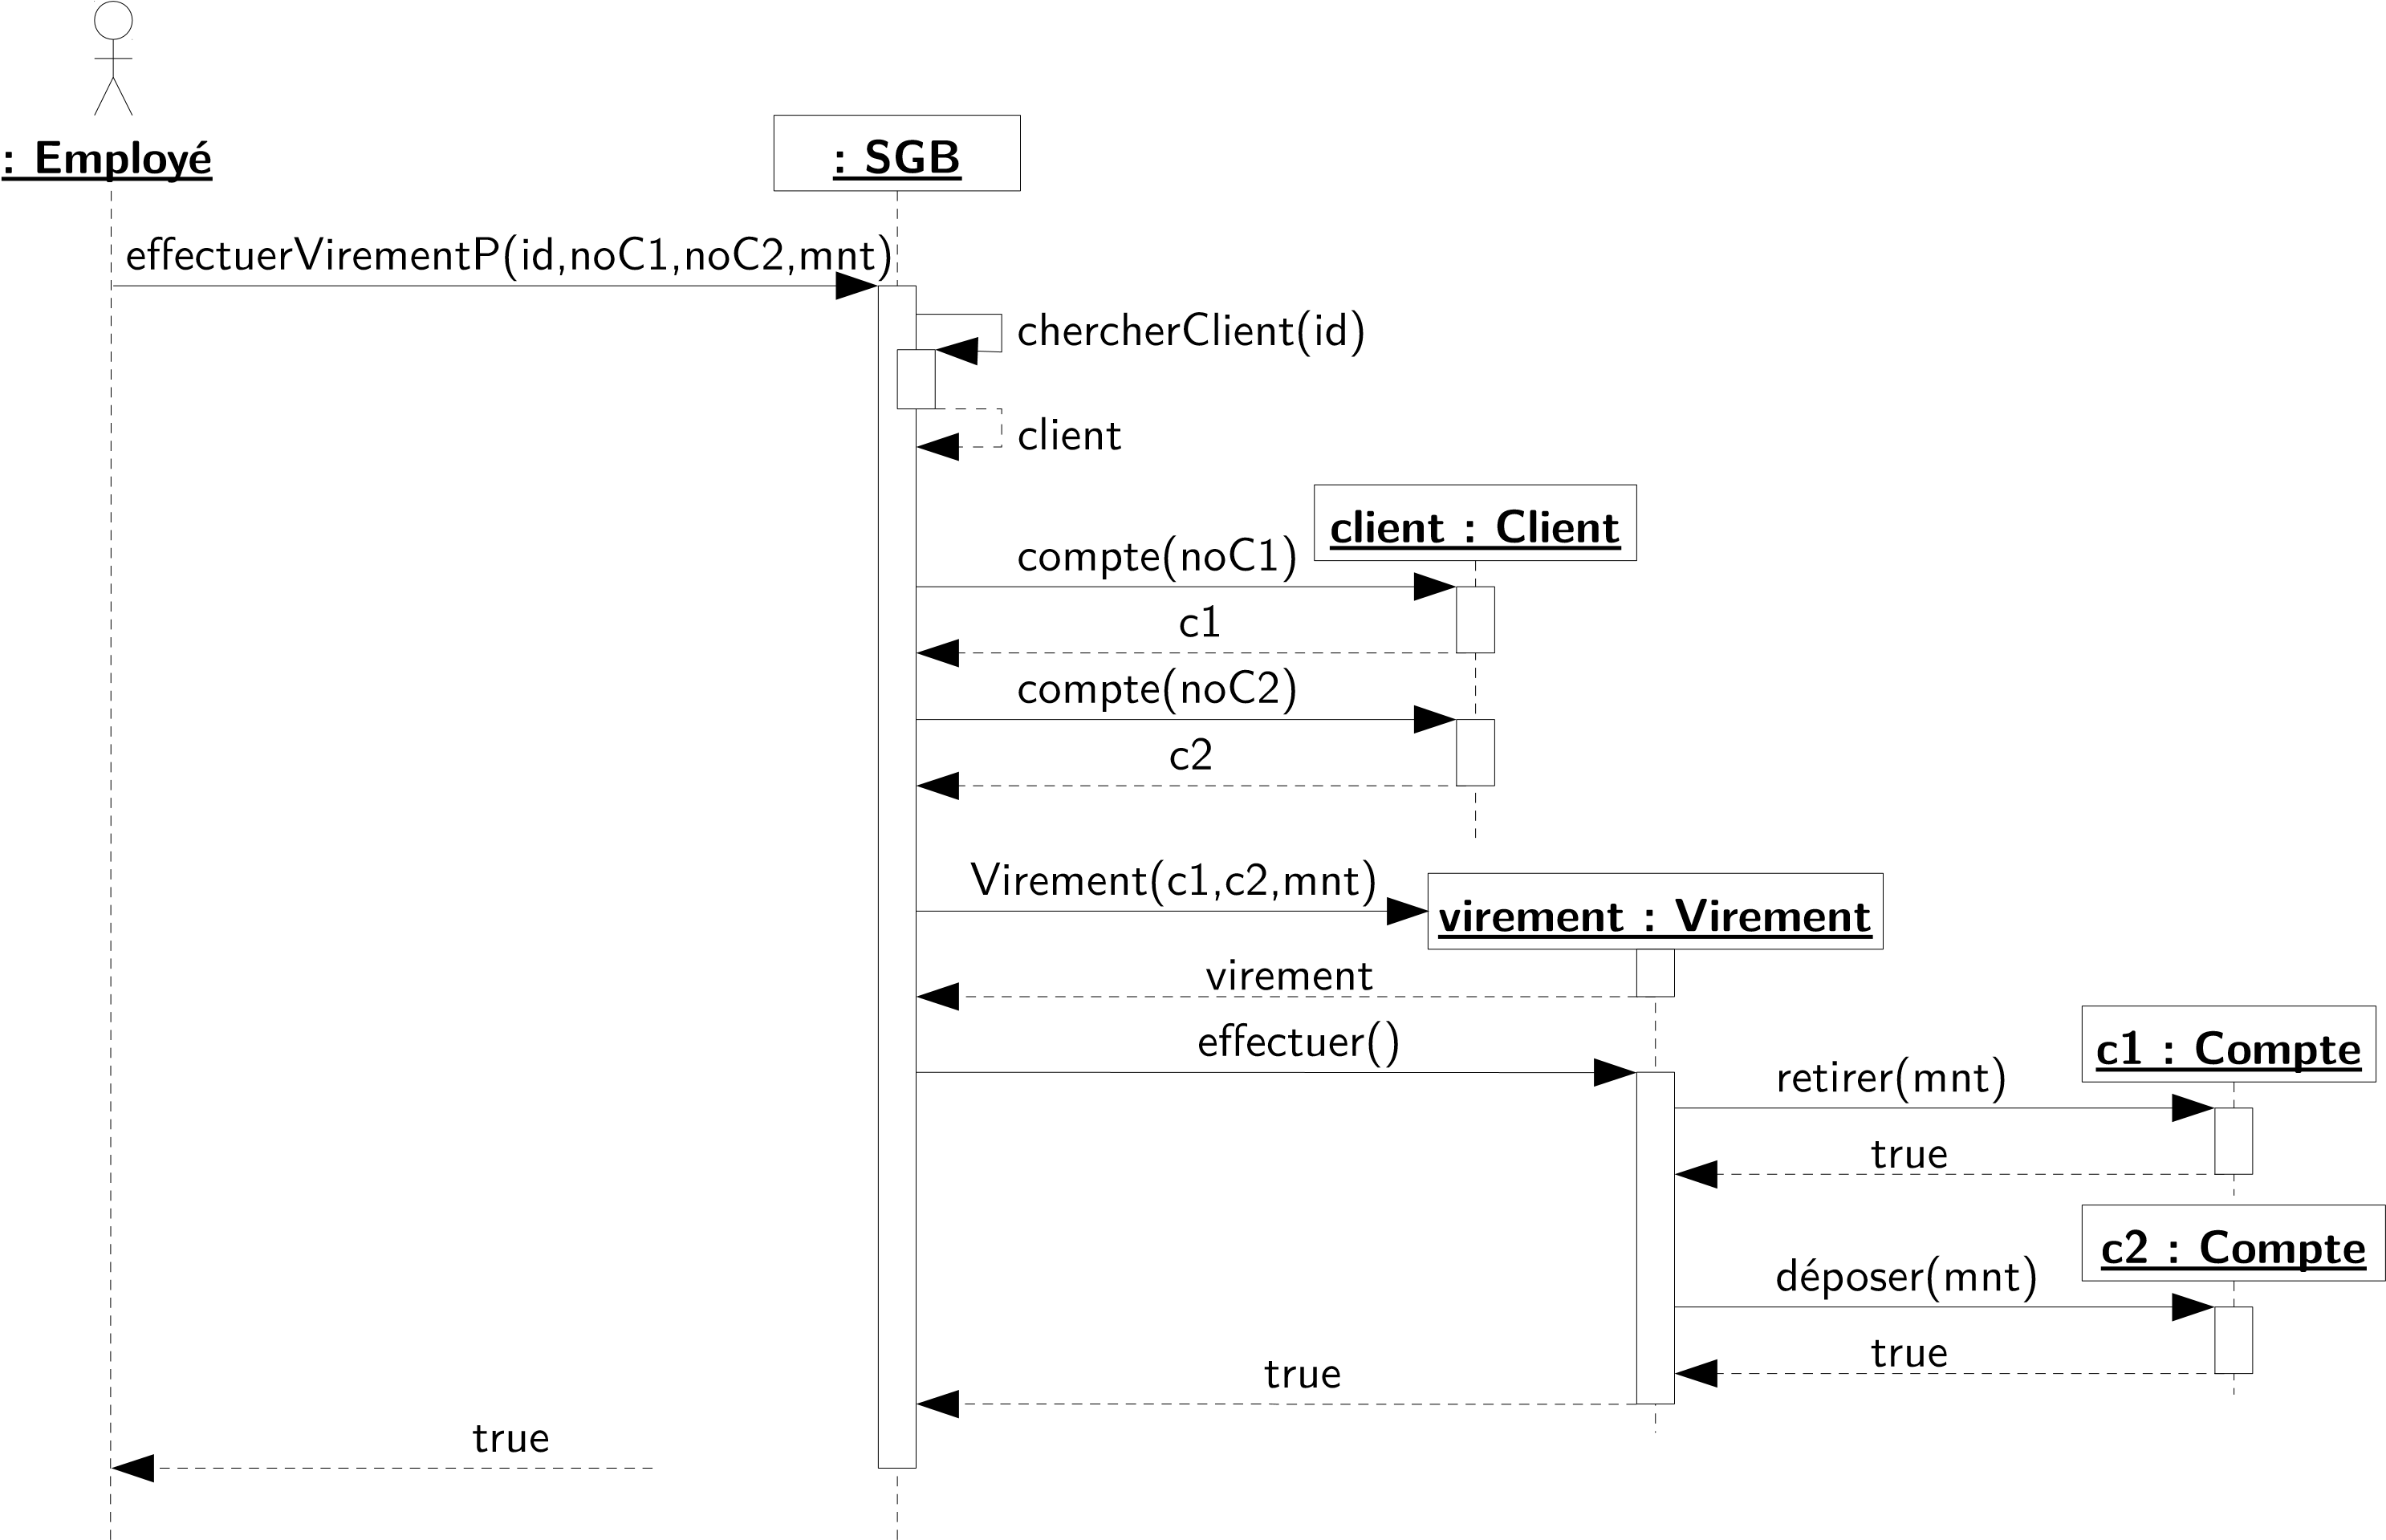 : Employé
: SGB
effectuerVirementP(id,noC1,noC2,mnt)
chercherClient(id)
client
client : Client
compte(noC1)
c1
compte(noC2)
c2
Virement(c1,c2,mnt)
virement : Virement
virement
effectuer()
c1 : Compte
retirer(mnt)
true
c2 : Compte
déposer(mnt)
true
true
true